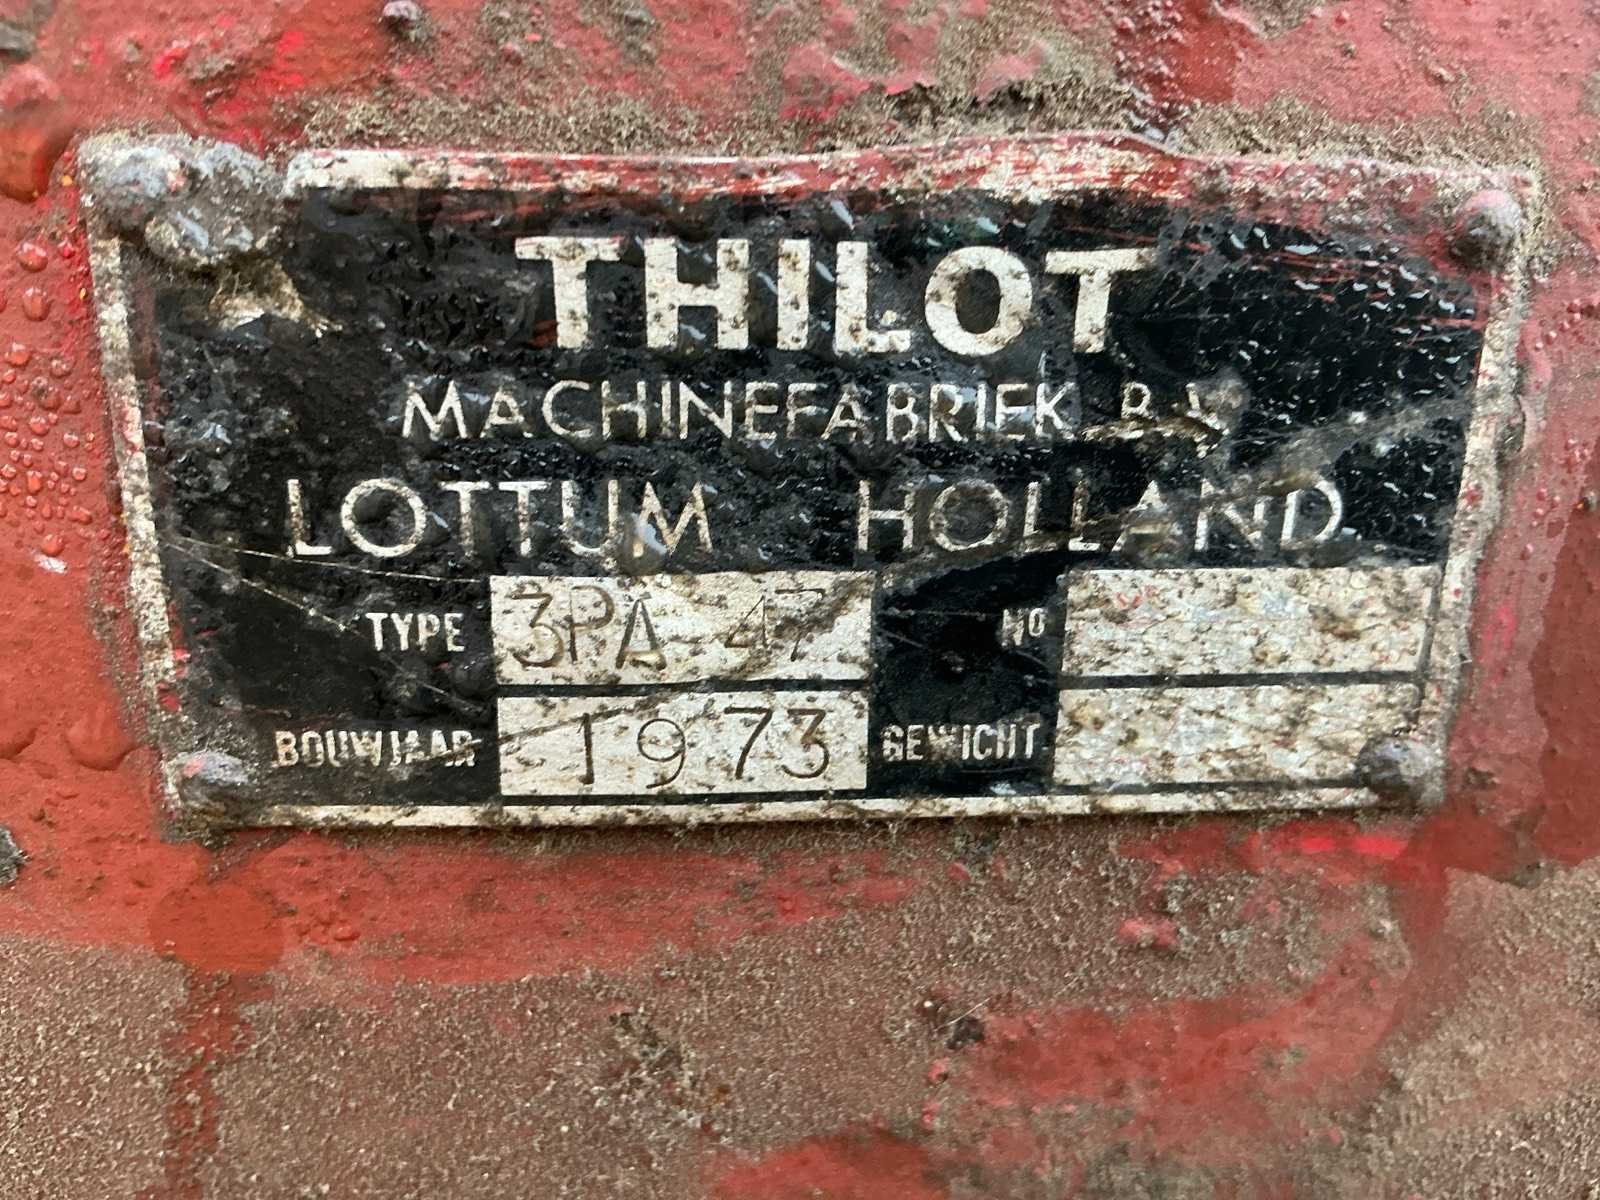 THILOT
MACHINEFABRIEK B.V.
LOTTUM HOLLAND
TYPE 3PA 47 Nº
BOUWJAAR 1973 GEWICHT